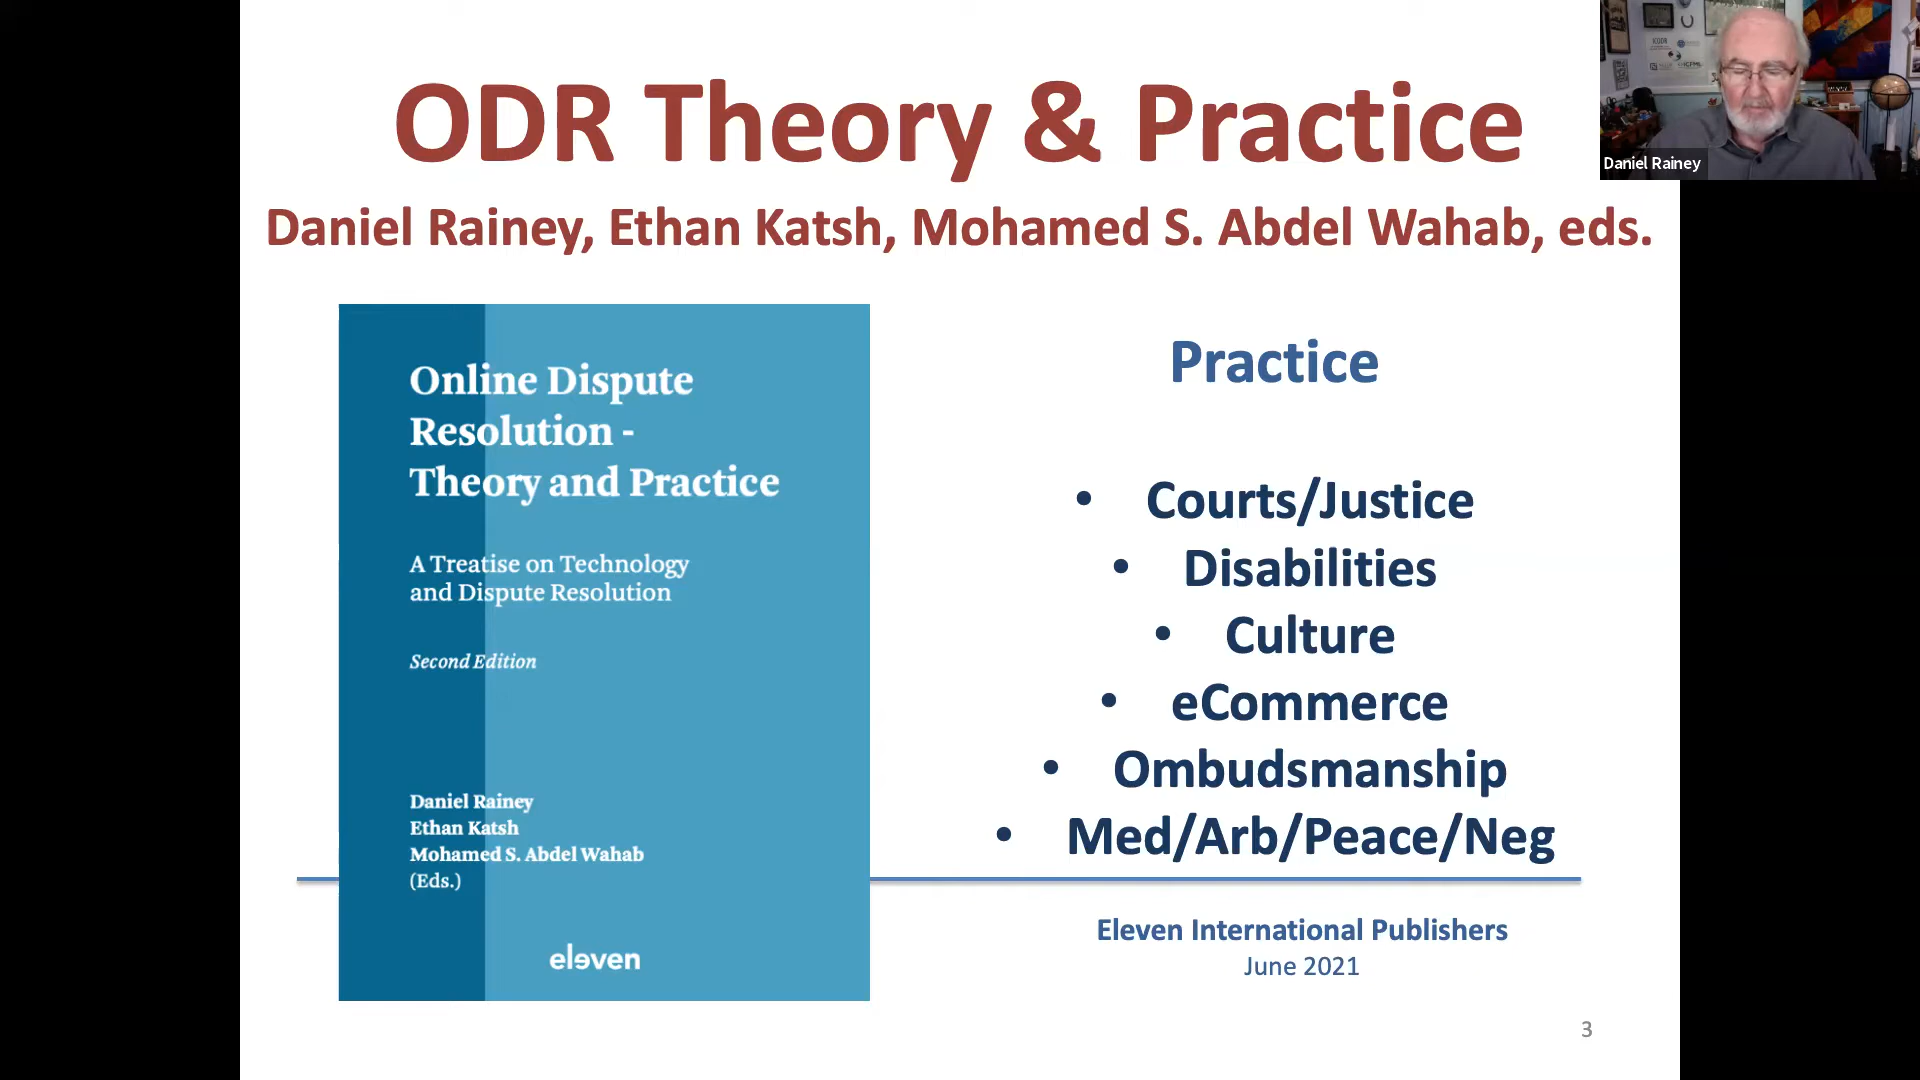 ODR Theory & Practice
Daniel Rainey, Ethan Katsh, Mohamed S. Abdel Wahab, eds.
Daniel Rainey
Online Dispute
Resolution -
Theory and Practice
A Treatise on Technology
and Dispute Resolution
Second Edition
Daniel Rainey
Ethan Katsh
Mohamed S. Abdel Wahab
(Eds.)
eleven
Practice
• Courts/Justice
• Disabilities
• Culture
• eCommerce
• Ombudsmanship
• Med/Arb/Peace/Neg
Eleven International Publishers
June 2021
3